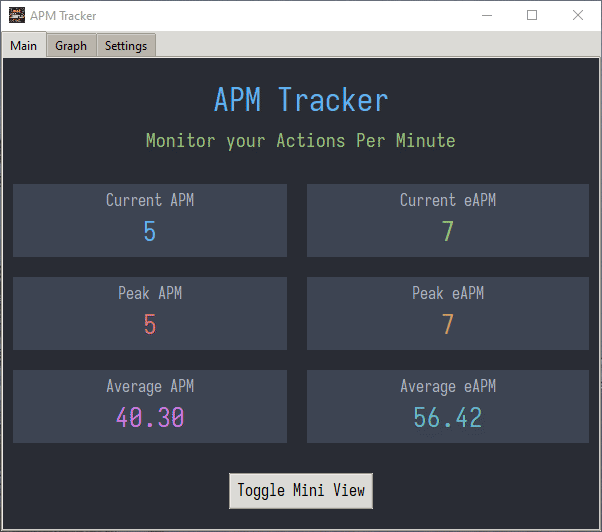 APM Tracker
Main Graph Settings
APM Tracker
Monitor your Actions Per Minute
Current APM
5
Current eAPM
7
Peak APM
5
Peak eAPM
7
Average APM
40.30
Average eAPM
56.42
Toggle Mini View